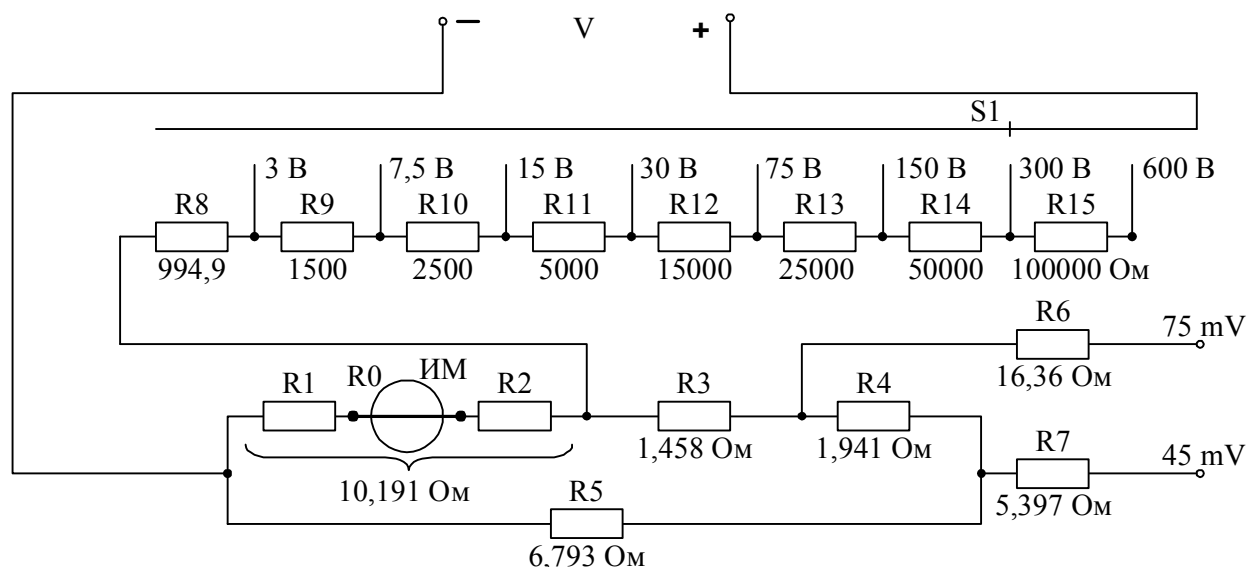 − V +
S1
3 В 7,5 В 15 В 30 В 75 В 150 В 300 В 600 В
R8 R9 R10 R11 R12 R13 R14 R15
994,9 1500 2500 5000 15000 25000 50000 100000 Ом
R6 75 mV
16,36 Ом
R1 R0 ИМ R2 R3 R4
1,458 Ом 1,941 Ом
R7 45 mV
10,191 Ом
5,397 Ом
R5
6,793 Ом